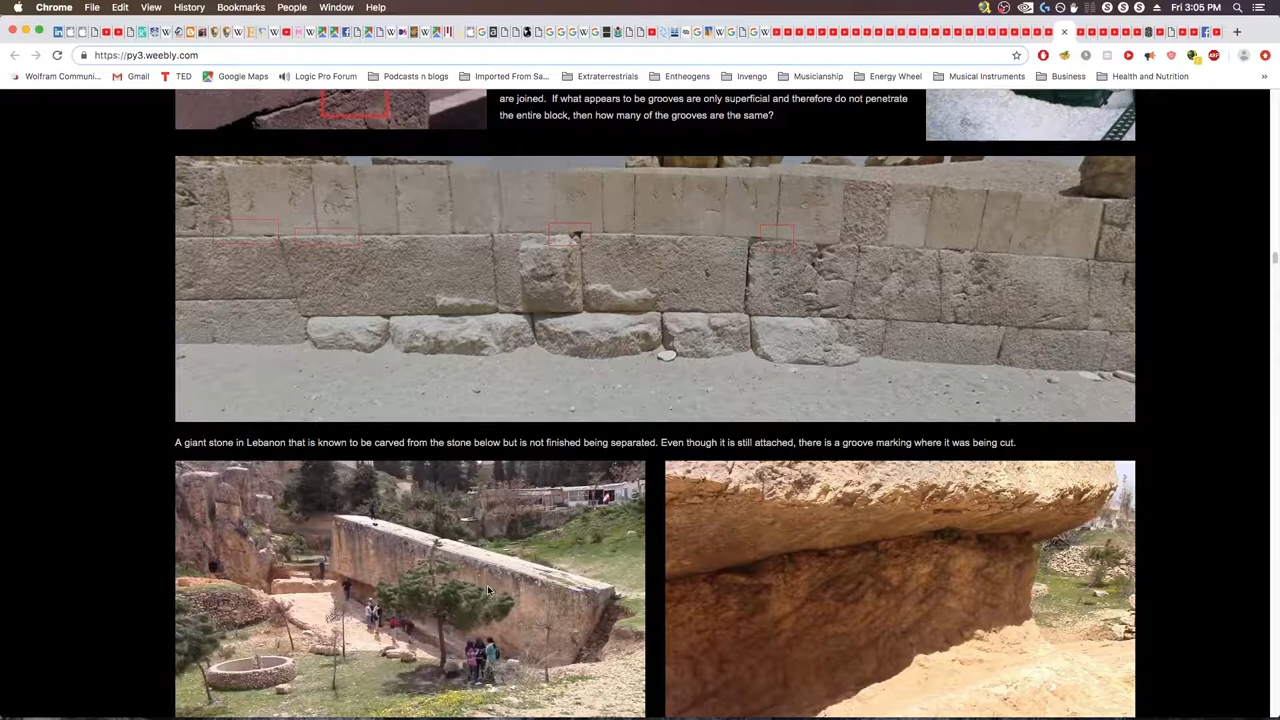 Chrome File Edit View History Bookmarks People Window Help
Fri 3:05 PM
https://py3.weebly.com
Wolfram Communi... Gmail TED Google Maps Logic Pro Forum Podcasts n blogs Imported From Sa... Extraterrestrials Entheogens Invengo Musicianship Energy Wheel Musical Instruments Business Health and Nutrition »
are joined. If what appears to be grooves are only superficial and therefore do not penetrate
the entire block, then how many of the grooves are the same?
A giant stone in Lebanon that is known to be carved from the stone below but is not finished being separated. Even though it is still attached, there is a groove marking where it was being cut.